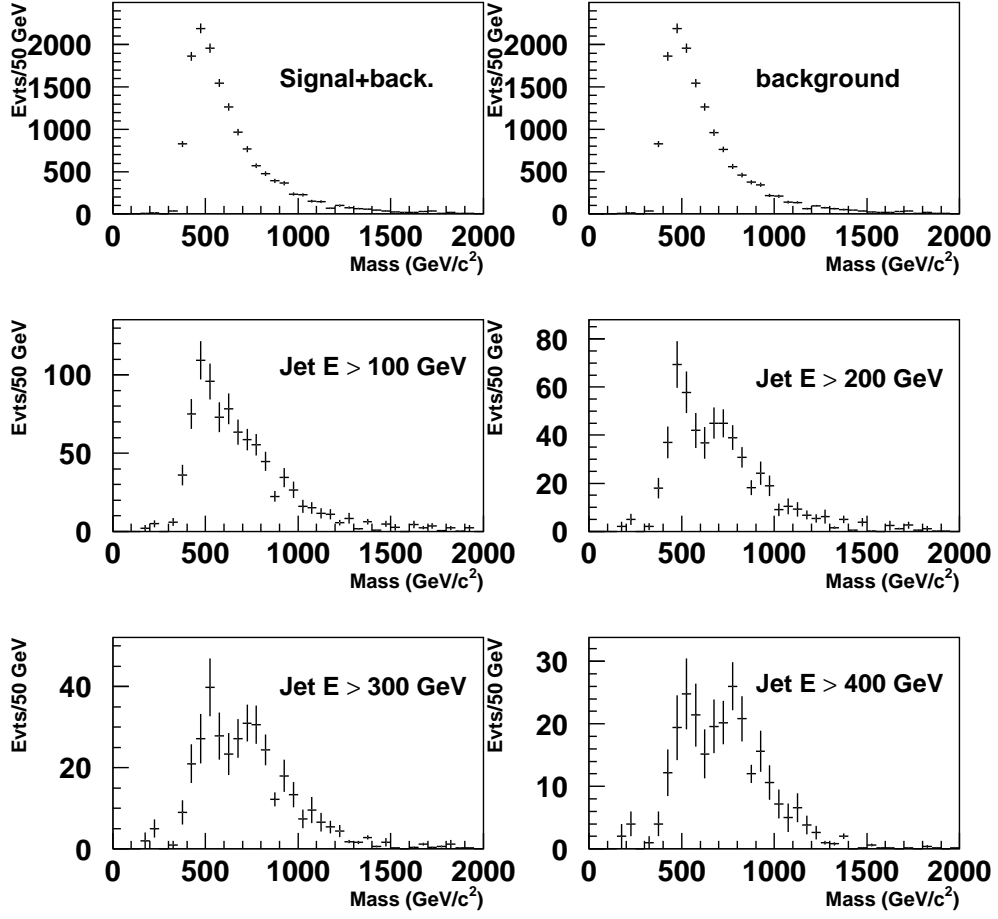 Evts/50 GeV
2000
1500
1000
500
0
Signal+back.
0 500 1000 1500 2000
Mass (GeV/c²)
Evts/50 GeV
2000
1500
1000
500
0
background
0 500 1000 1500 2000
Mass (GeV/c²)
Evts/50 GeV
100
50
0
Jet E > 100 GeV
0 500 1000 1500 2000
Mass (GeV/c²)
Evts/50 GeV
80
60
40
20
0
Jet E > 200 GeV
0 500 1000 1500 2000
Mass (GeV/c²)
Evts/50 GeV
40
20
0
Jet E > 300 GeV
0 500 1000 1500 2000
Mass (GeV/c²)
Evts/50 GeV
30
20
10
0
Jet E > 400 GeV
0 500 1000 1500 2000
Mass (GeV/c²)